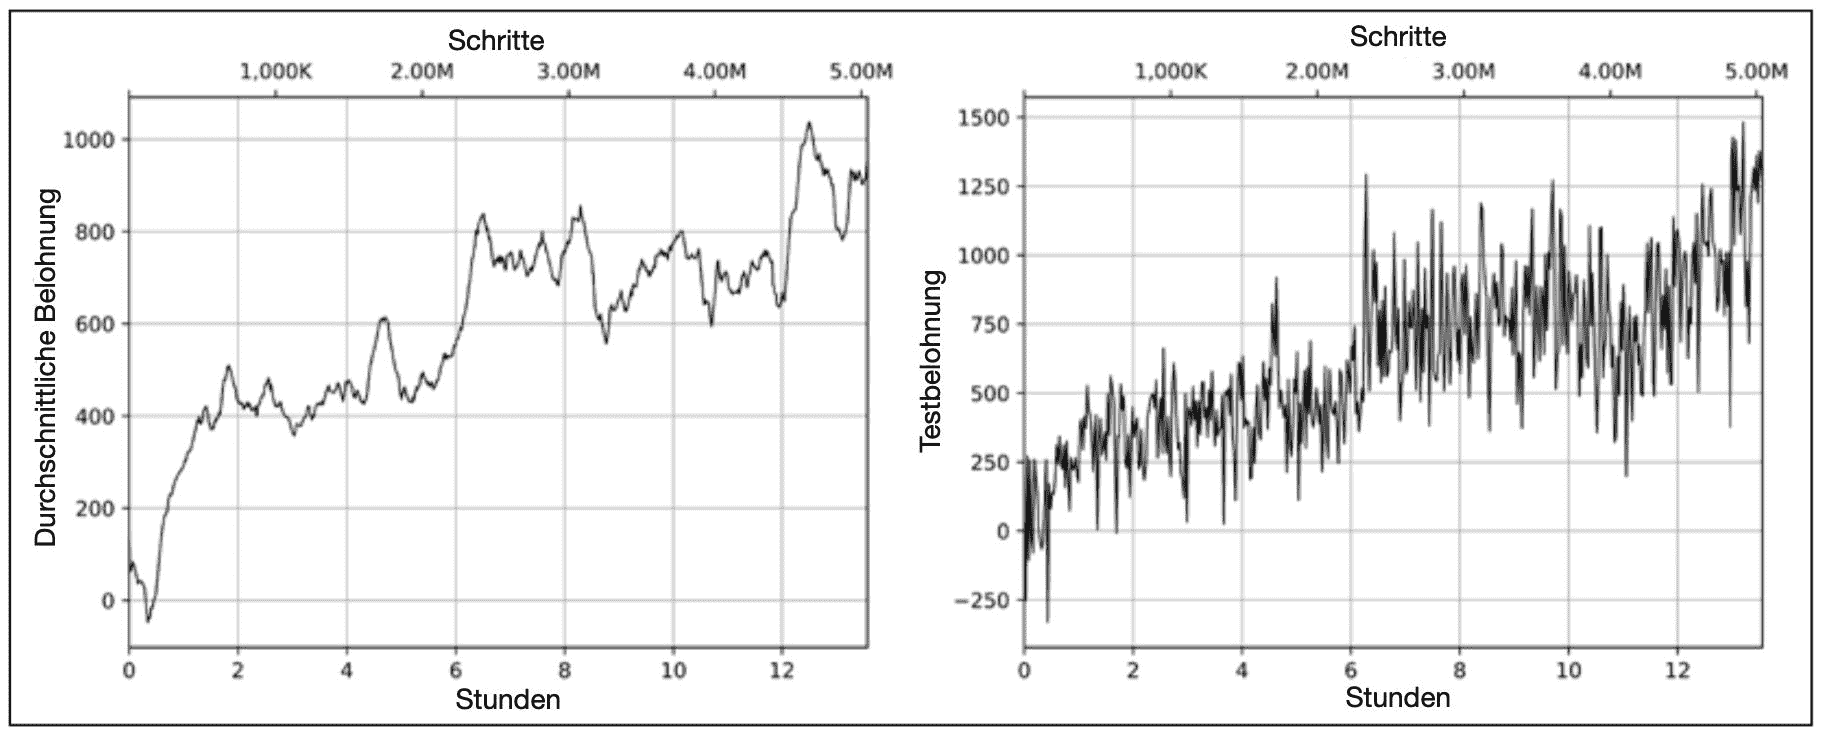 Schritte
1,000K 2.00M 3.00M 4.00M 5.00M
Durchschnittliche Belohnung
1000
800
600
400
200
0
0 2 4 6 8 10 12
Stunden
Schritte
1,000K 2.00M 3.00M 4.00M 5.00M
Testbelohnung
1500
1250
1000
750
500
250
0
−250
0 2 4 6 8 10 12
Stunden